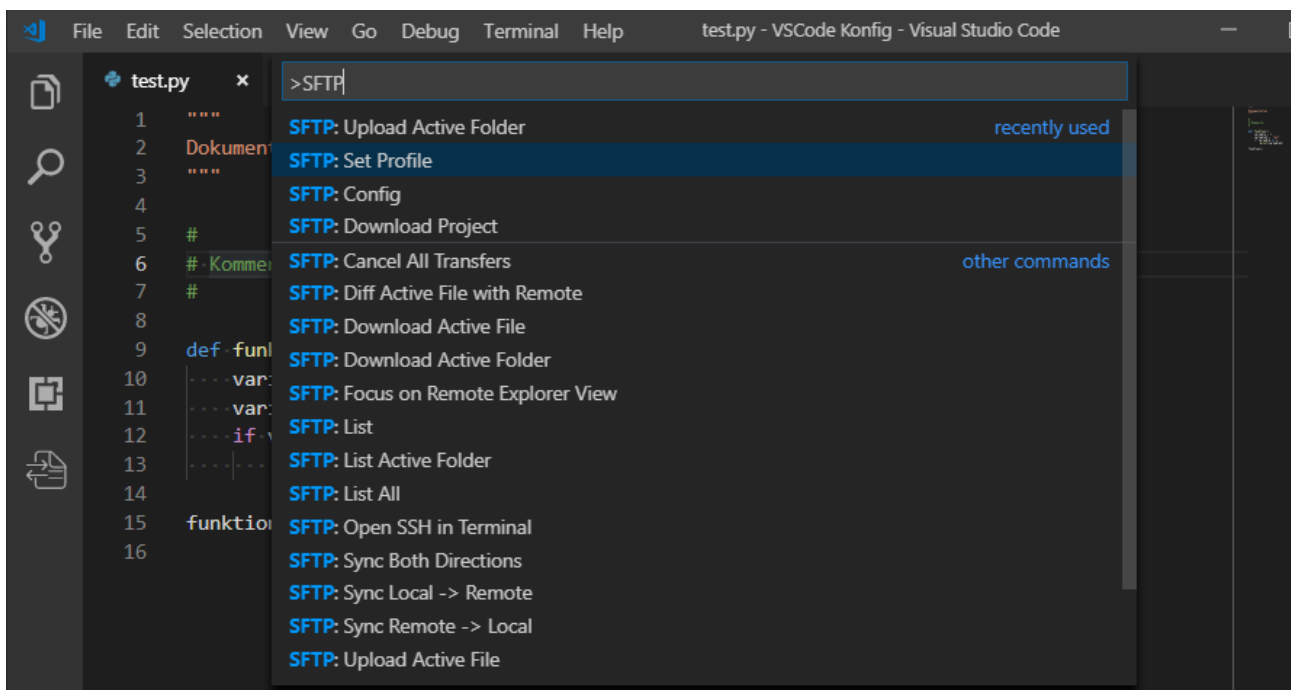 File Edit Selection View Go Debug Terminal Help test.py - VSCode Konfig - Visual Studio Code
test.py ×
>SFTP
SFTP: Upload Active Folder recently used
SFTP: Set Profile
SFTP: Config
SFTP: Download Project
SFTP: Cancel All Transfers other commands
SFTP: Diff Active File with Remote
SFTP: Download Active File
SFTP: Download Active Folder
SFTP: Focus on Remote Explorer View
SFTP: List
SFTP: List Active Folder
SFTP: List All
SFTP: Open SSH in Terminal
SFTP: Sync Both Directions
SFTP: Sync Local -> Remote
SFTP: Sync Remote -> Local
SFTP: Upload Active File
1 """
2 Dokument
3 """
4
5 #
6 # Kommen
7 #
8
9 def funk
10 var
11 var
12 if
13
14
15 funktion
16